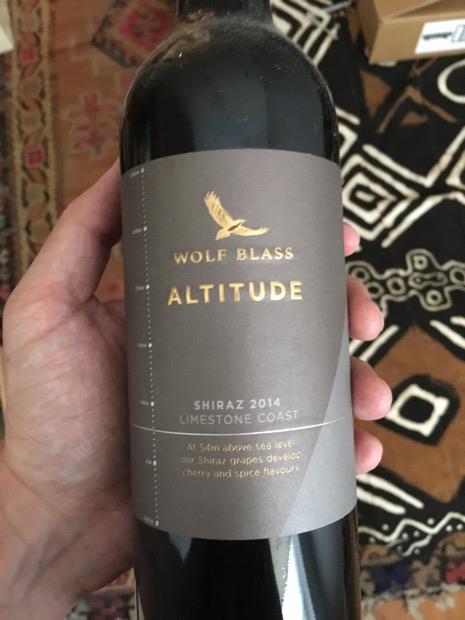 WOLF BLASS
ALTITUDE
SHIRAZ 2014
LIMESTONE COAST
At 54m above sea level
our Shiraz grapes develop
cherry and spice flavours